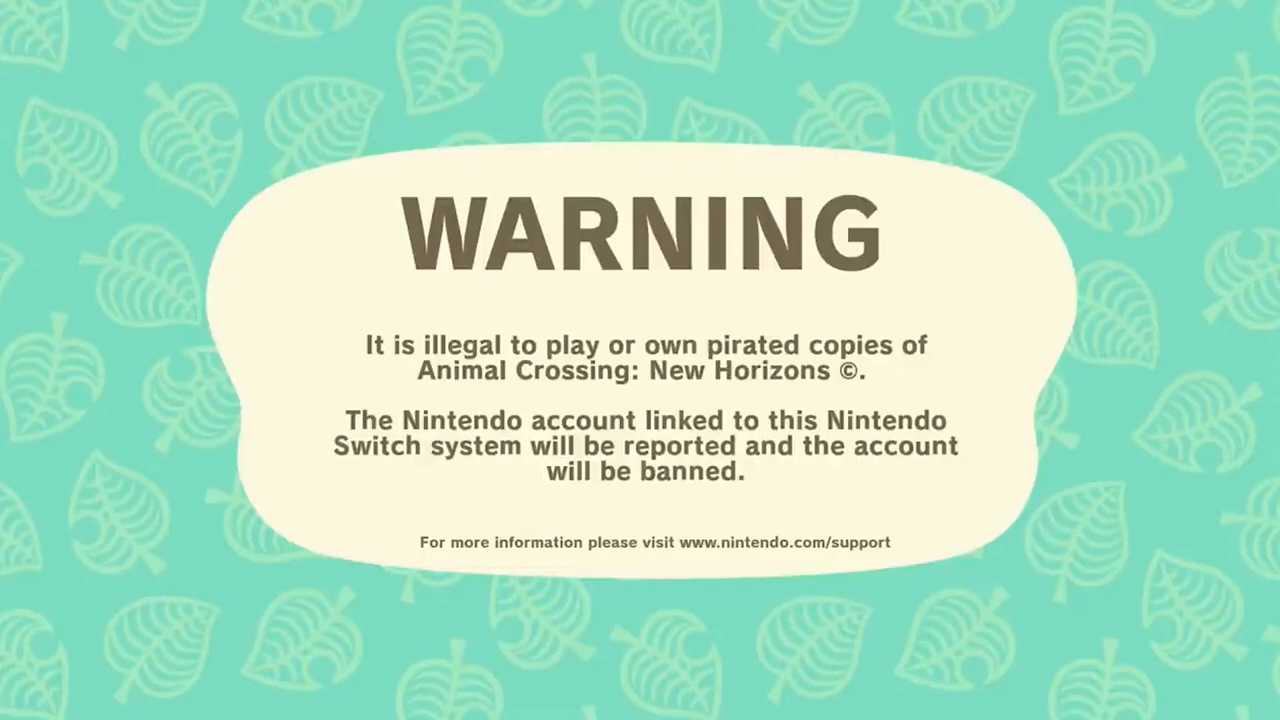 WARNING
It is illegal to play or own pirated copies of
Animal Crossing: New Horizons ©.
The Nintendo account linked to this Nintendo
Switch system will be reported and the account
will be banned.
For more information please visit www.nintendo.com/support